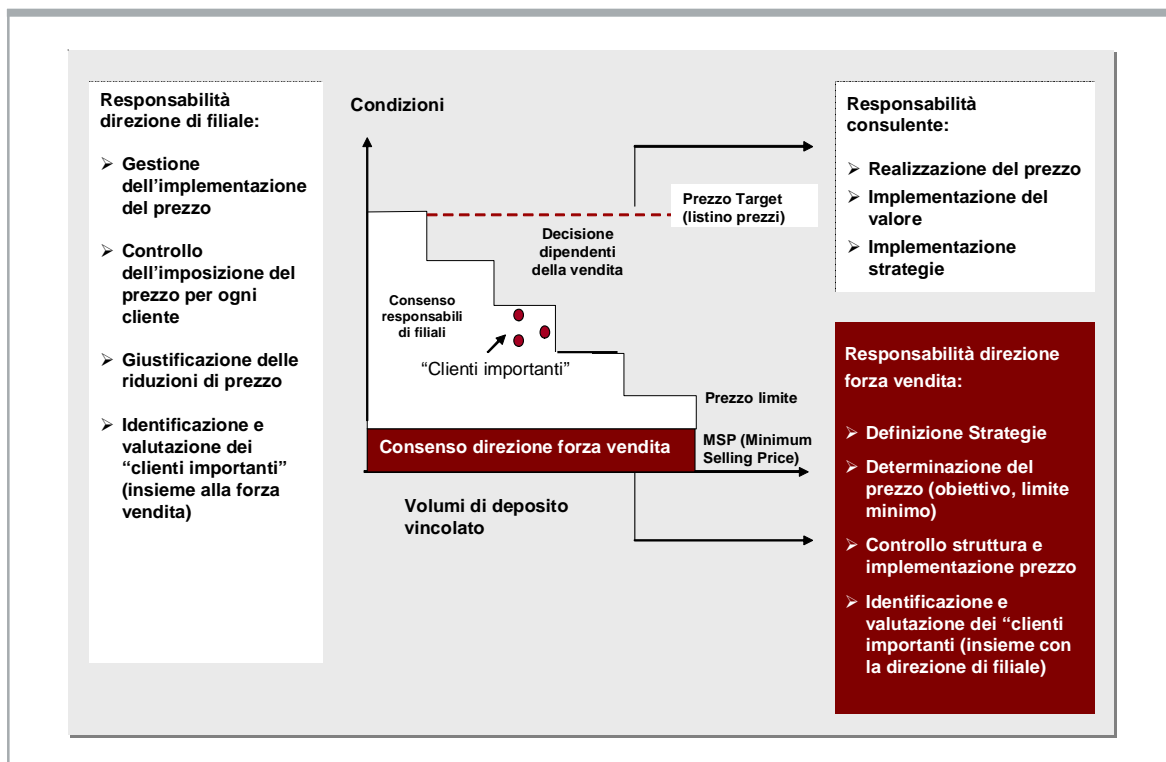 Responsabilità
direzione di filiale:
➢ Gestione
dell’implementazione
del prezzo
➢ Controllo
dell’imposizione del
prezzo per ogni
cliente
➢ Giustificazione delle
riduzioni di prezzo
➢ Identificazione e
valutazione dei
“clienti importanti”
(insieme alla forza
vendita)
Condizioni
Prezzo Target
(listino prezzi)
Decisione
dipendenti
della vendita
Consenso
responsabili
di filiali
“Clienti importanti”
Prezzo limite
Consenso direzione forza vendita
MSP (Minimum
Selling Price)
Volumi di deposito
vincolato
Responsabilità
consulente:
➢ Realizzazione del prezzo
➢ Implementazione del
valore
➢ Implementazione
strategie
Responsabilità direzione
forza vendita:
➢ Definizione Strategie
➢ Determinazione del
prezzo (obiettivo, limite
minimo)
➢ Controllo struttura e
implementazione prezzo
➢ Identificazione e
valutazione dei “clienti
importanti (insieme con
la direzione di filiale)